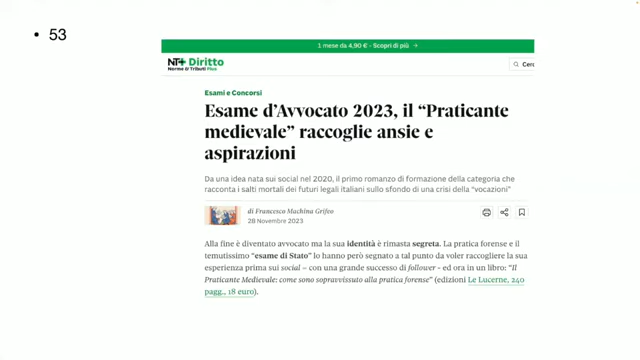 • 53
1 mese da 4,90 € - Scopri di più →
NT+ Diritto
Norme & Tributi Plus
Esami e Concorsi
Esame d'Avvocato 2023, il “Praticante
medievale” raccoglie ansie e
aspirazioni
Da una idea nata sui social nel 2020, il primo romanzo di formazione della categoria che
racconta i salti mortali dei futuri legali italiani sullo sfondo di una crisi della “vocazioni”
di Francesco Machina Grifeo
28 Novembre 2023
Alla fine è diventato avvocato ma la sua identità è rimasta segreta. La pratica forense e il
temutissimo “esame di Stato” lo hanno però segnato a tal punto da voler raccogliere la sua
esperienza prima sui social – con una grande successo di follower – ed ora in un libro: “Il
Praticante Medievale: come sono sopravvissuto alla pratica forense” (edizioni Le Lucerne, 240
pagg., 18 euro).